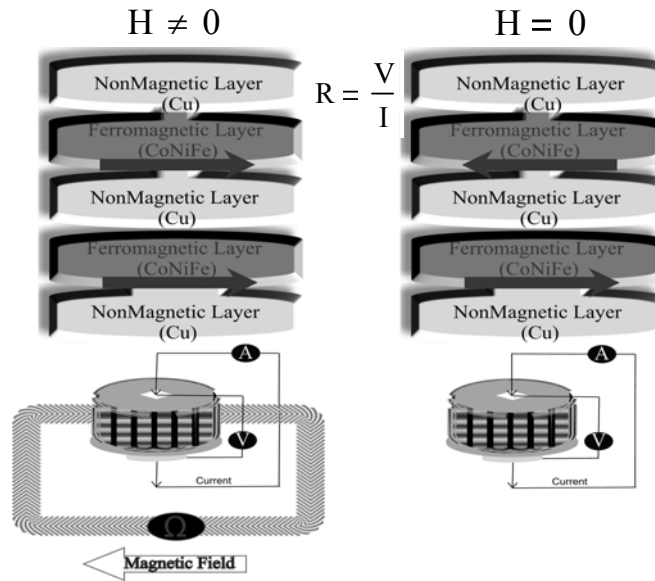 H ≠ 0
NonMagnetic Layer
(Cu)
Ferromagnetic Layer
(CoNiFe)
NonMagnetic Layer
(Cu)
Ferromagnetic Layer
(CoNiFe)
NonMagnetic Layer
(Cu)
R = V
I
H = 0
NonMagnetic Layer
(Cu)
Ferromagnetic Layer
(CoNiFe)
NonMagnetic Layer
(Cu)
Ferromagnetic Layer
(CoNiFe)
NonMagnetic Layer
(Cu)
A
V
Current
Ω
Magnetic Field
A
V
Current